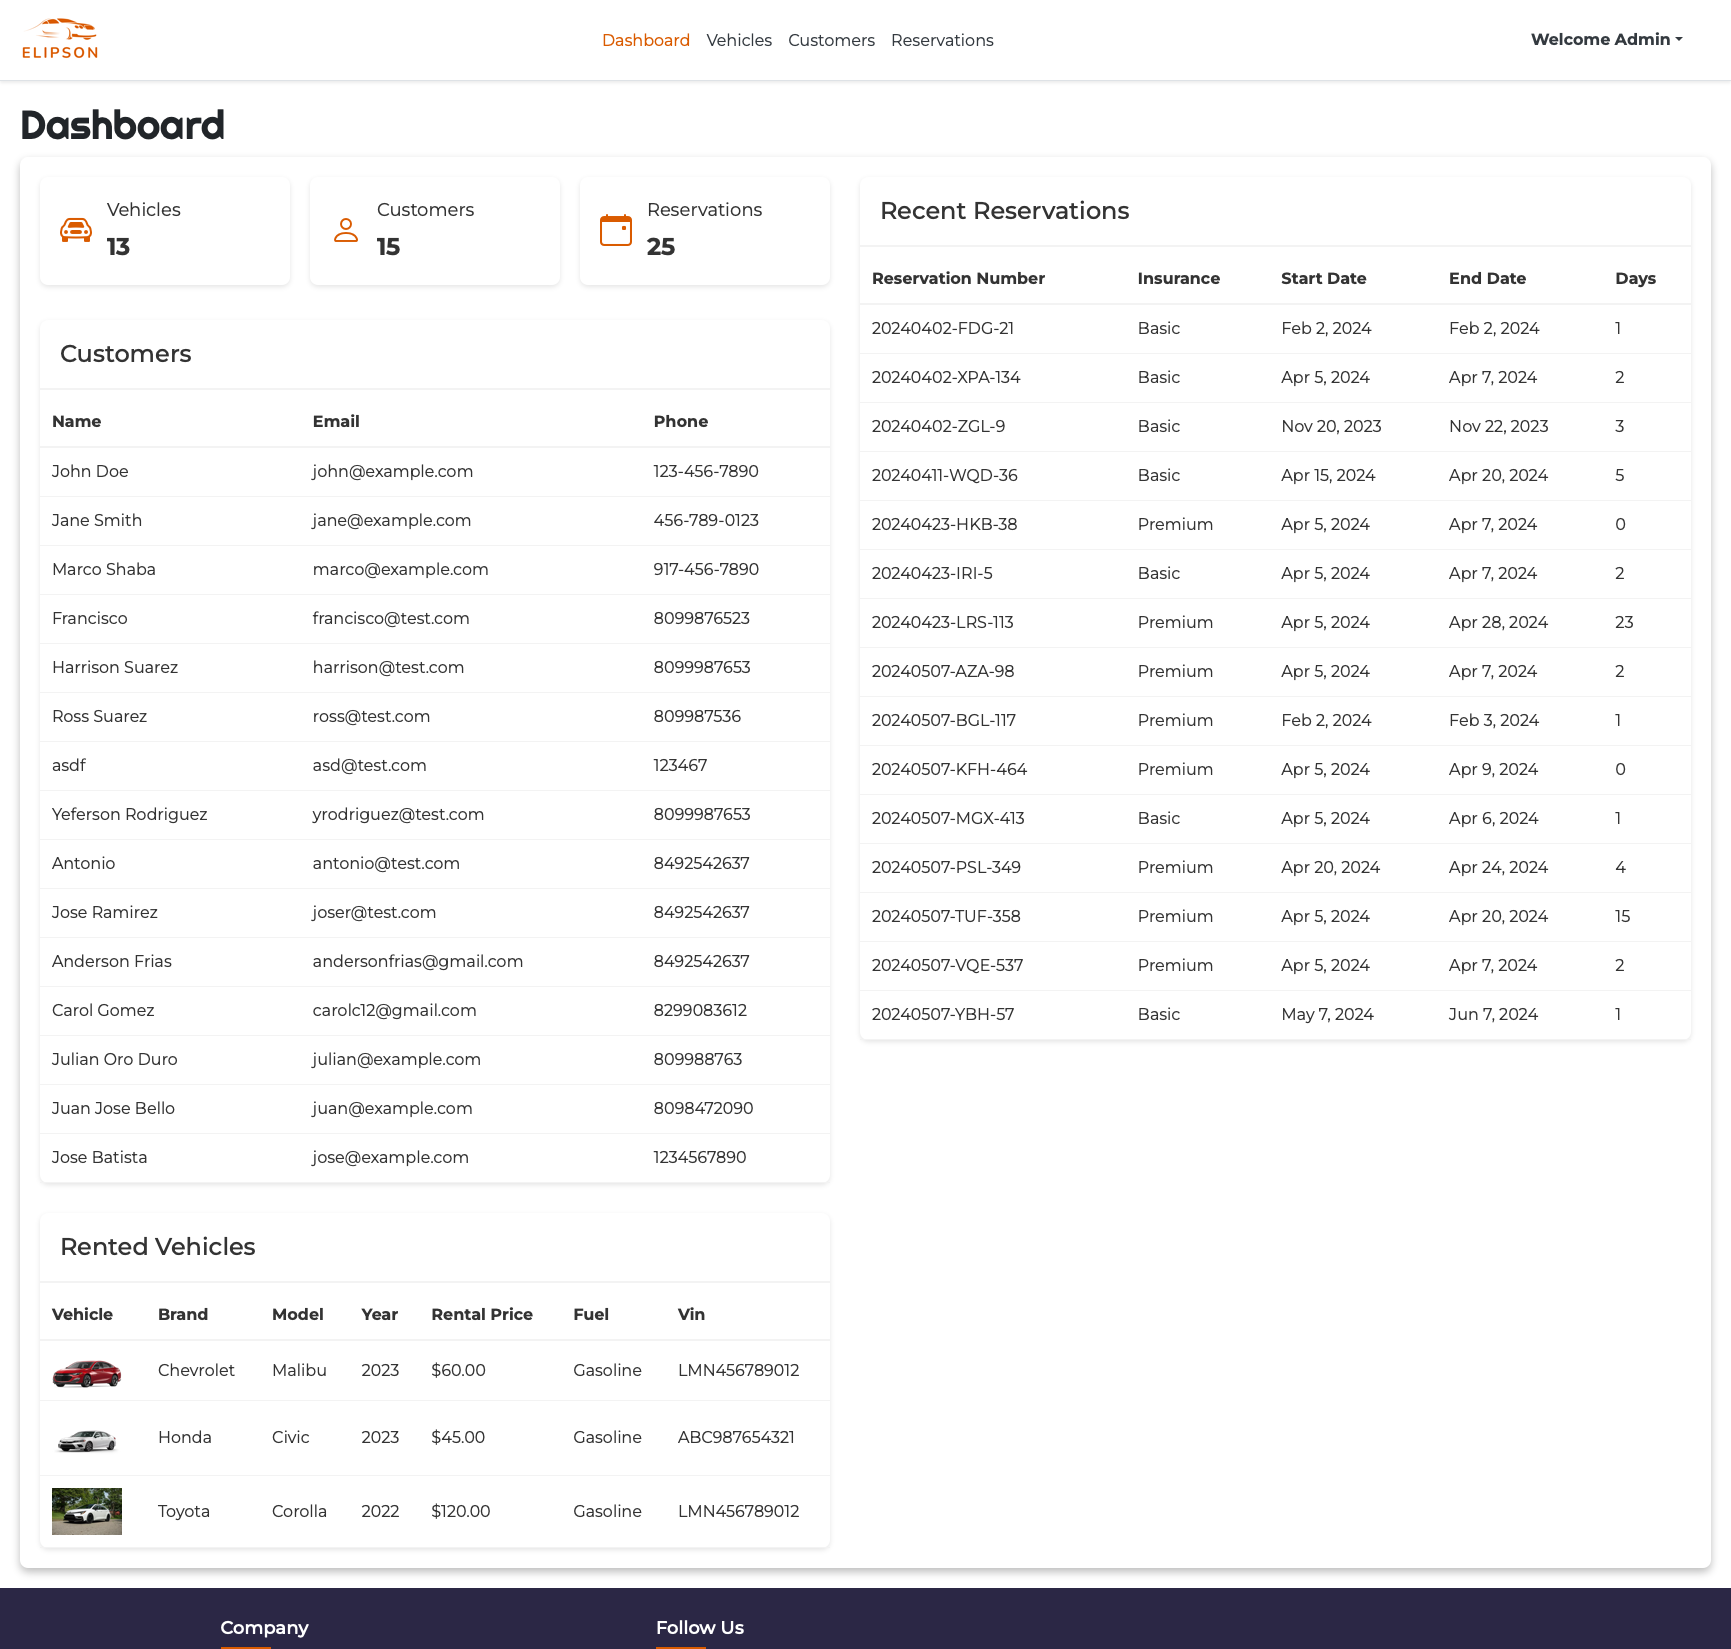 ELIPSON
Dashboard Vehicles Customers Reservations
Welcome Admin
Dashboard
Vehicles
13
Customers
15
Reservations
25
Customers
Name Email Phone
John Doe john@example.com 123-456-7890
Jane Smith jane@example.com 456-789-0123
Marco Shaba marco@example.com 917-456-7890
Francisco francisco@test.com 8099876523
Harrison Suarez harrison@test.com 8099987653
Ross Suarez ross@test.com 809987536
asdf asd@test.com 123467
Yeferson Rodriguez yrodriguez@test.com 8099987653
Antonio antonio@test.com 8492542637
Jose Ramirez joser@test.com 8492542637
Anderson Frias andersonfrias@gmail.com 8492542637
Carol Gomez carolc12@gmail.com 8299083612
Julian Oro Duro julian@example.com 809988763
Juan Jose Bello juan@example.com 8098472090
Jose Batista jose@example.com 1234567890
Rented Vehicles
Vehicle Brand Model Year Rental Price Fuel Vin
Chevrolet Malibu 2023 $60.00 Gasoline LMN456789012
Honda Civic 2023 $45.00 Gasoline ABC987654321
Toyota Corolla 2022 $120.00 Gasoline LMN456789012
Recent Reservations
Reservation Number Insurance Start Date End Date Days
20240402-FDG-21 Basic Feb 2, 2024 Feb 2, 2024 1
20240402-XPA-134 Basic Apr 5, 2024 Apr 7, 2024 2
20240402-ZGL-9 Basic Nov 20, 2023 Nov 22, 2023 3
20240411-WQD-36 Basic Apr 15, 2024 Apr 20, 2024 5
20240423-HKB-38 Premium Apr 5, 2024 Apr 7, 2024 0
20240423-IRI-5 Basic Apr 5, 2024 Apr 7, 2024 2
20240423-LRS-113 Premium Apr 5, 2024 Apr 28, 2024 23
20240507-AZA-98 Premium Apr 5, 2024 Apr 7, 2024 2
20240507-BGL-117 Premium Feb 2, 2024 Feb 3, 2024 1
20240507-KFH-464 Premium Apr 5, 2024 Apr 9, 2024 0
20240507-MGX-413 Basic Apr 5, 2024 Apr 6, 2024 1
20240507-PSL-349 Premium Apr 20, 2024 Apr 24, 2024 4
20240507-TUF-358 Premium Apr 5, 2024 Apr 20, 2024 15
20240507-VQE-537 Premium Apr 5, 2024 Apr 7, 2024 2
20240507-YBH-57 Basic May 7, 2024 Jun 7, 2024 1
Company Follow Us